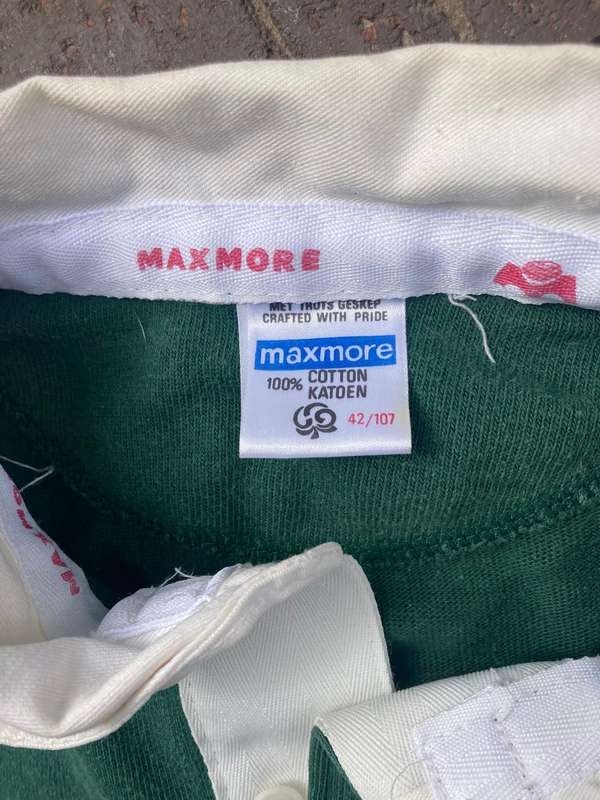 MAXMORE
MET TROTS GESKEP
CRAFTED WITH PRIDE
maxmore
100% COTTON
KATOEN
42/107